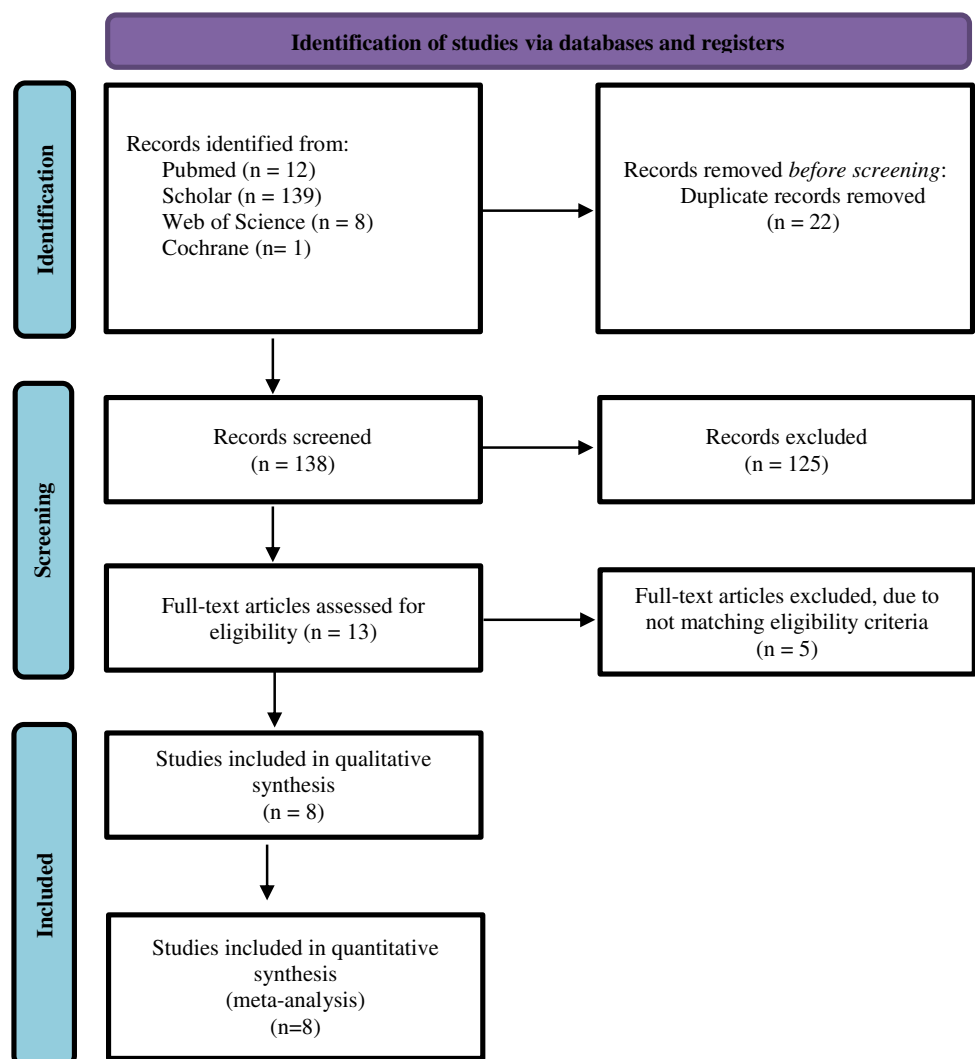 Identification of studies via databases and registers
Identification
Records identified from:
Pubmed (n = 12)
Scholar (n = 139)
Web of Science (n = 8)
Cochrane (n= 1)
Records removed before screening:
Duplicate records removed
(n = 22)
Screening
Records screened
(n = 138)
Records excluded
(n = 125)
Full-text articles assessed for
eligibility (n = 13)
Full-text articles excluded, due to
not matching eligibility criteria
(n = 5)
Included
Studies included in qualitative
synthesis
(n = 8)
Studies included in quantitative
synthesis
(meta-analysis)
(n=8)